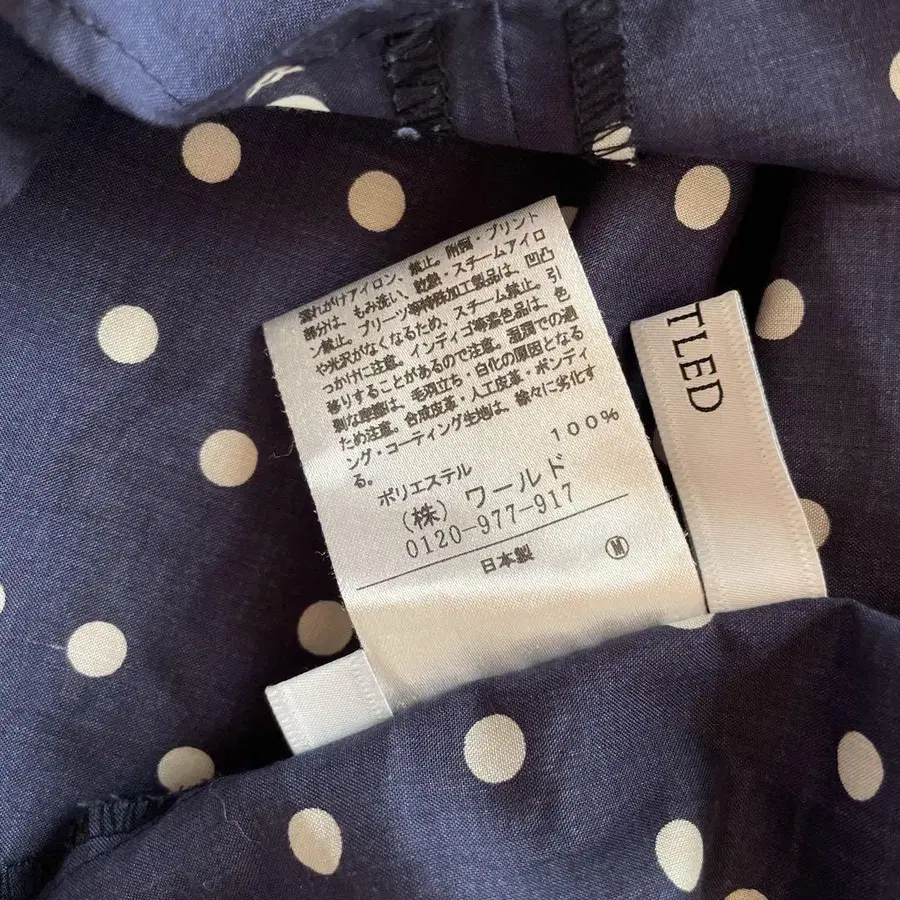 濡れがけアイロン、禁止。附属・プリント
部分は、もみ洗い、乾熱・スチームアイロ
ン禁止。プリーツ等特殊加工製品は、凹凸
や光沢がなくなるため、スチーム禁止。引
っかけに注意。インディゴ等濃色品は、色
移りすることがあるので注意。湿潤での過
剰な摩擦は、毛羽立ち・白化の原因となる
ため注意。合成皮革・人工皮革・ボンディ
ング・コーティング生地は、徐々に劣化す
る。
ポリエステル 100%
(株) ワールド
0120-977-917
日本製 M
TLED